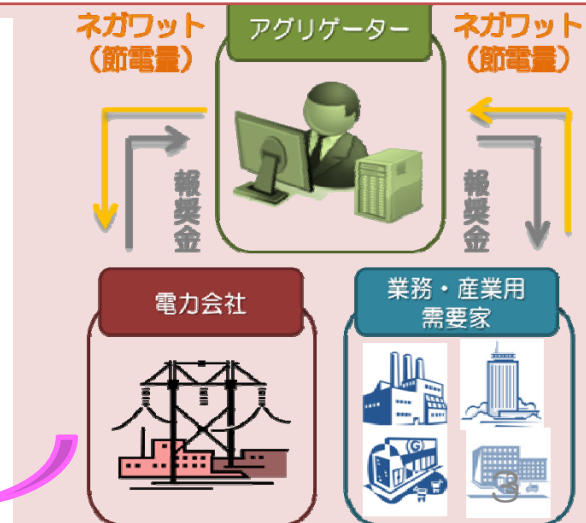 ネガワット
（節電量）
アグリゲーター
ネガワット
（節電量）
報奨金
報奨金
電力会社
業務・産業用
需要家
G
3